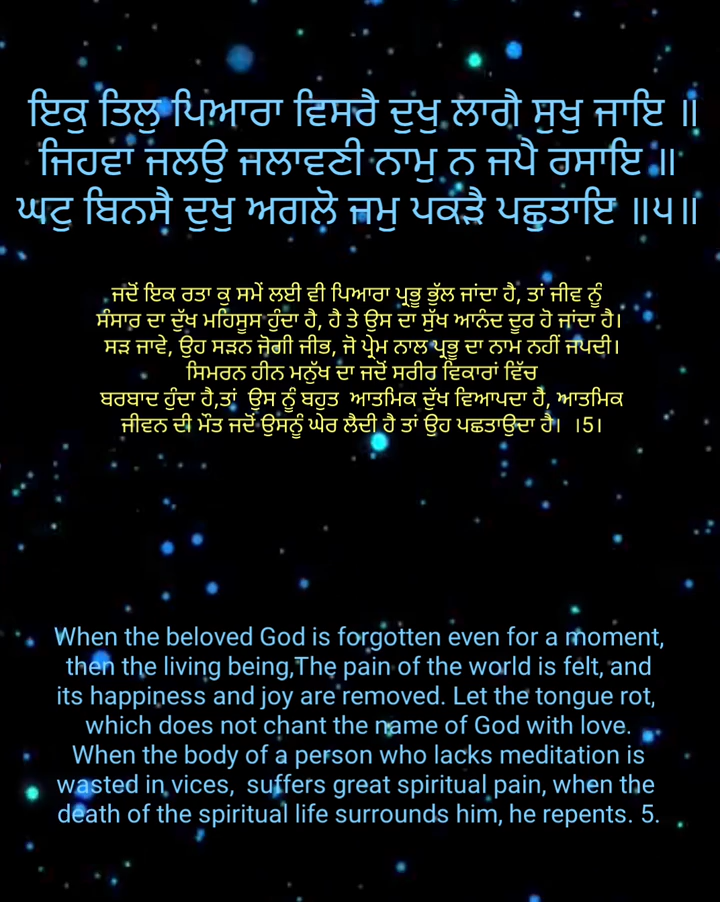 ਇਕੁ ਤਿਲੁ ਪਿਆਰਾ ਵਿਸਰੈ ਦੁਖੁ ਲਾਗੈ ਸੁਖੁ ਜਾਇ ॥
ਜਿਹਵਾ ਜਲਉ ਜਲਾਵਣੀ ਨਾਮੁ ਨ ਜਪੈ ਰਸਾਇ ॥
ਘਟੁ ਬਿਨਸੈ ਦੁਖੁ ਅਗਲੋ ਜਮੁ ਪਕੜੈ ਪਛੁਤਾਇ ॥੫॥
ਜਦੋਂ ਇਕ ਰਤਾ ਕੁ ਸਮੇਂ ਲਈ ਵੀ ਪਿਆਰਾ ਪ੍ਰਭੂ ਭੁੱਲ ਜਾਂਦਾ ਹੈ, ਤਾਂ ਜੀਵ ਨੂੰ
ਸੰਸਾਰ ਦਾ ਦੁੱਖ ਮਹਿਸੂਸ ਹੁੰਦਾ ਹੈ, ਹੈ ਤੇ ਉਸ ਦਾ ਸੁੱਖ ਆਨੰਦ ਦੂਰ ਹੋ ਜਾਂਦਾ ਹੈ।
ਸੜ ਜਾਵੇ, ਉਹ ਸੜਨ ਜੋਗੀ ਜੀਭ, ਜੋ ਪ੍ਰੇਮ ਨਾਲ ਪ੍ਰਭੂ ਦਾ ਨਾਮ ਨਹੀਂ ਜਪਦੀ।
ਸਿਮਰਨ ਹੀਨ ਮਨੁੱਖ ਦਾ ਜਦੋਂ ਸਰੀਰ ਵਿਕਾਰਾਂ ਵਿੱਚ
ਬਰਬਾਦ ਹੁੰਦਾ ਹੈ,ਤਾਂ ਉਸ ਨੂੰ ਬਹੁਤ ਆਤਮਿਕ ਦੁੱਖ ਵਿਆਪਦਾ ਹੈ, ਆਤਮਿਕ
ਜੀਵਨ ਦੀ ਮੌਤ ਜਦੋਂ ਉਸਨੂੰ ਘੇਰ ਲੈਦੀ ਹੈ ਤਾਂ ਉਹ ਪਛਤਾਉਦਾ ਹੈ। ।5।
When the beloved God is forgotten even for a moment,
then the living being,The pain of the world is felt, and
its happiness and joy are removed. Let the tongue rot,
which does not chant the name of God with love.
When the body of a person who lacks meditation is
wasted in vices, suffers great spiritual pain, when the
death of the spiritual life surrounds him, he repents. 5.